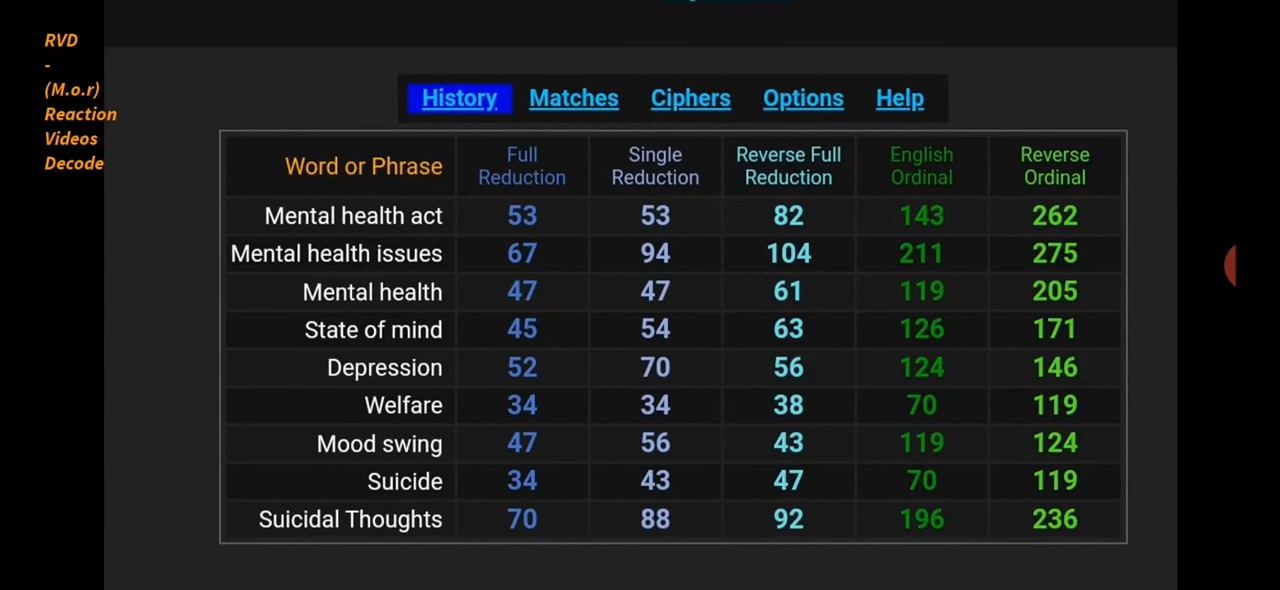 RVD
-
(M.o.r)
Reaction
Videos
Decode
History Matches Ciphers Options Help
Word or Phrase Full Reduction Single Reduction Reverse Full Reduction English Ordinal Reverse Ordinal
Mental health act 53 53 82 143 262
Mental health issues 67 94 104 211 275
Mental health 47 47 61 119 205
State of mind 45 54 63 126 171
Depression 52 70 56 124 146
Welfare 34 34 38 70 119
Mood swing 47 56 43 119 124
Suicide 34 43 47 70 119
Suicidal Thoughts 70 88 92 196 236